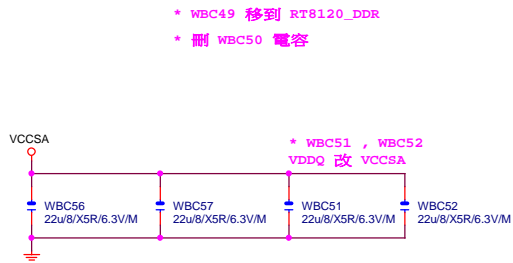 * WBC49 移到 RT8120_DDR
* 刪 WBC50 電容
VCCSA
* WBC51 , WBC52
VDDQ 改 VCCSA
WBC56
22u/8/X5R/6.3V/M
WBC57
22u/8/X5R/6.3V/M
WBC51
22u/8/X5R/6.3V/M
WBC52
22u/8/X5R/6.3V/M